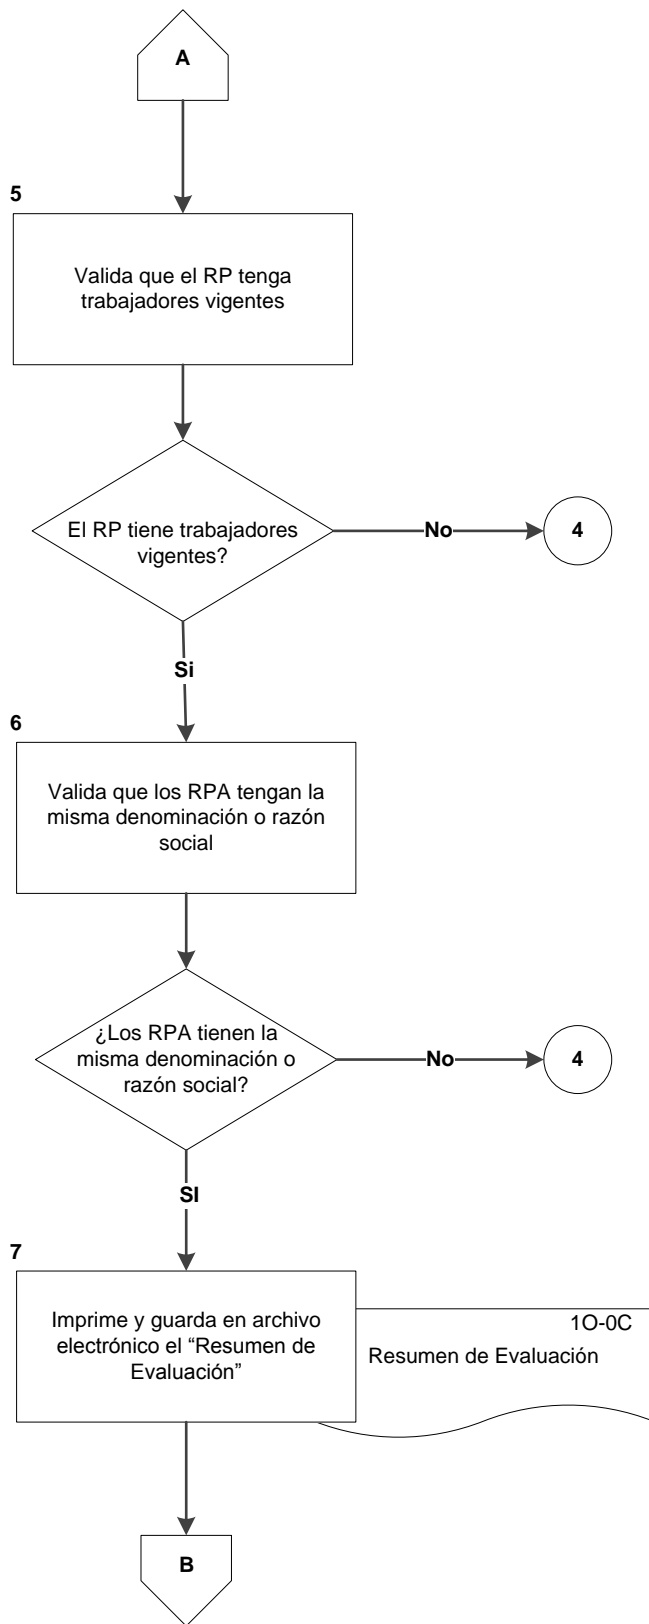 A
5
Valida que el RP tenga
trabajadores vigentes
El RP tiene trabajadores
vigentes?
No
4
Si
6
Valida que los RPA tengan la
misma denominación o razón
social
¿Los RPA tienen la
misma denominación o
razón social?
No
4
SI
7
Imprime y guarda en archivo
electrónico el “Resumen de
Evaluación”
1O-0C
Resumen de Evaluación
B